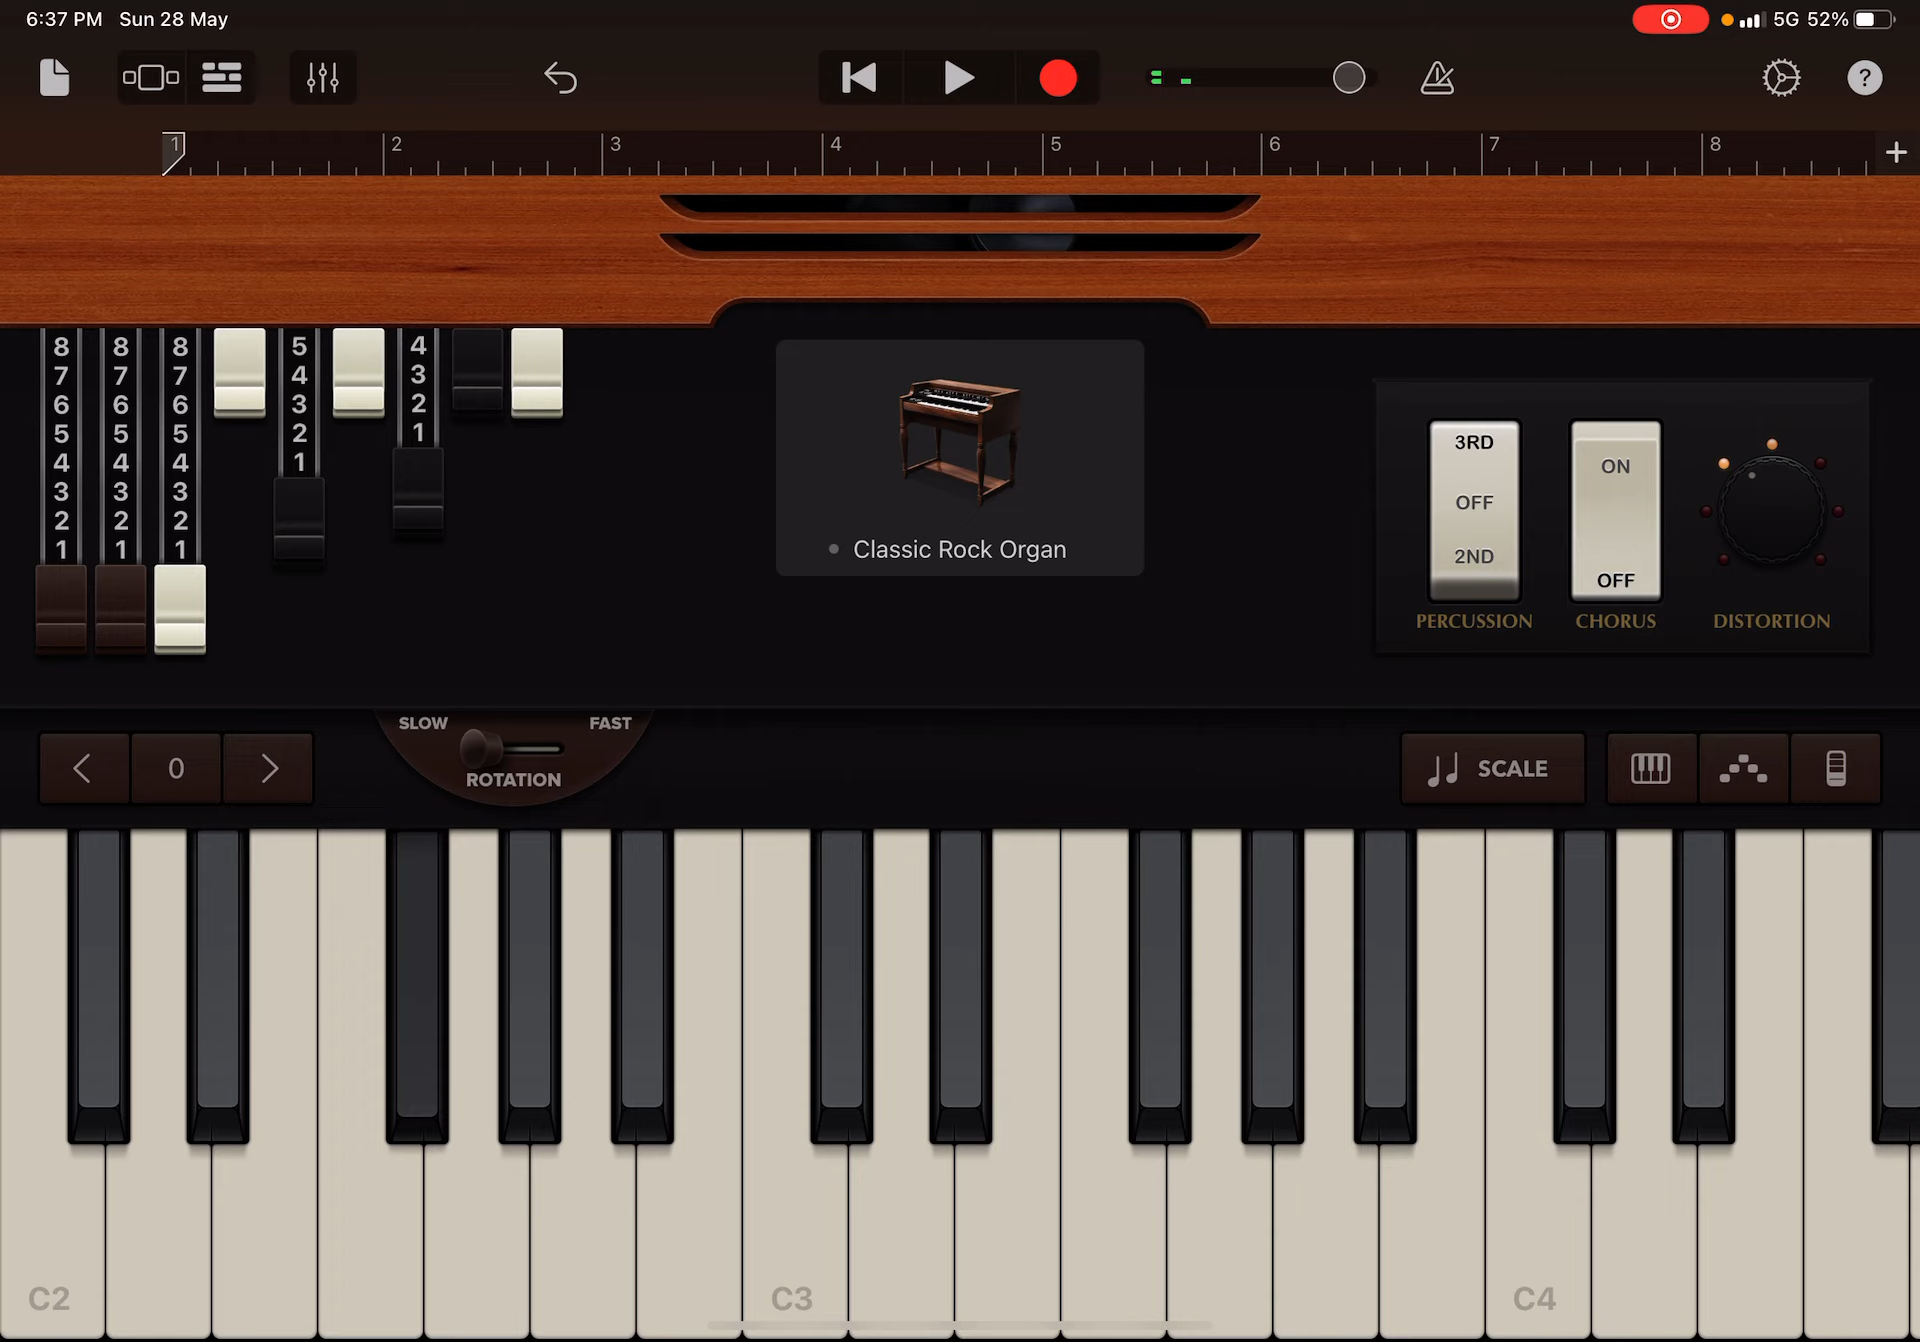 6:37 PM Sun 28 May
5G 52%
?
1 2 3 4 5 6 7 8 +
8 8 8 5 4
7 7 7 4 3
6 6 6 3 2
5 5 5 2 1
4 4 4 1
3 3 3
2 2 2
1 1 1
Classic Rock Organ
3RD
OFF
2ND
PERCUSSION
ON
OFF
CHORUS
DISTORTION
0
SLOW FAST
ROTATION
SCALE
C2 C3 C4